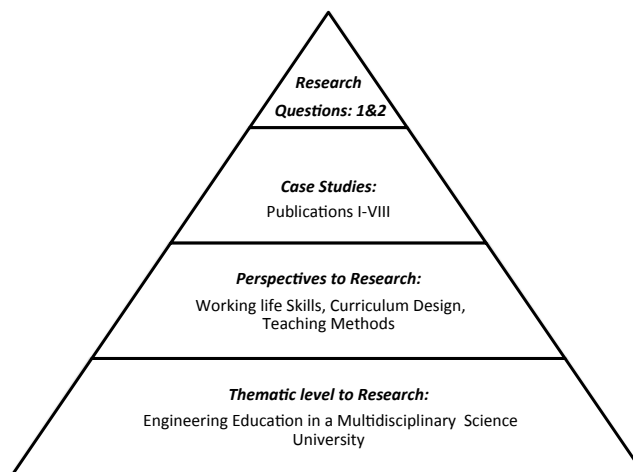 Research
Questions: 1&2
Case Studies:
Publications I-VIII
Perspectives to Research:
Working life Skills, Curriculum Design,
Teaching Methods
Thematic level to Research:
Engineering Education in a Multidisciplinary Science
University